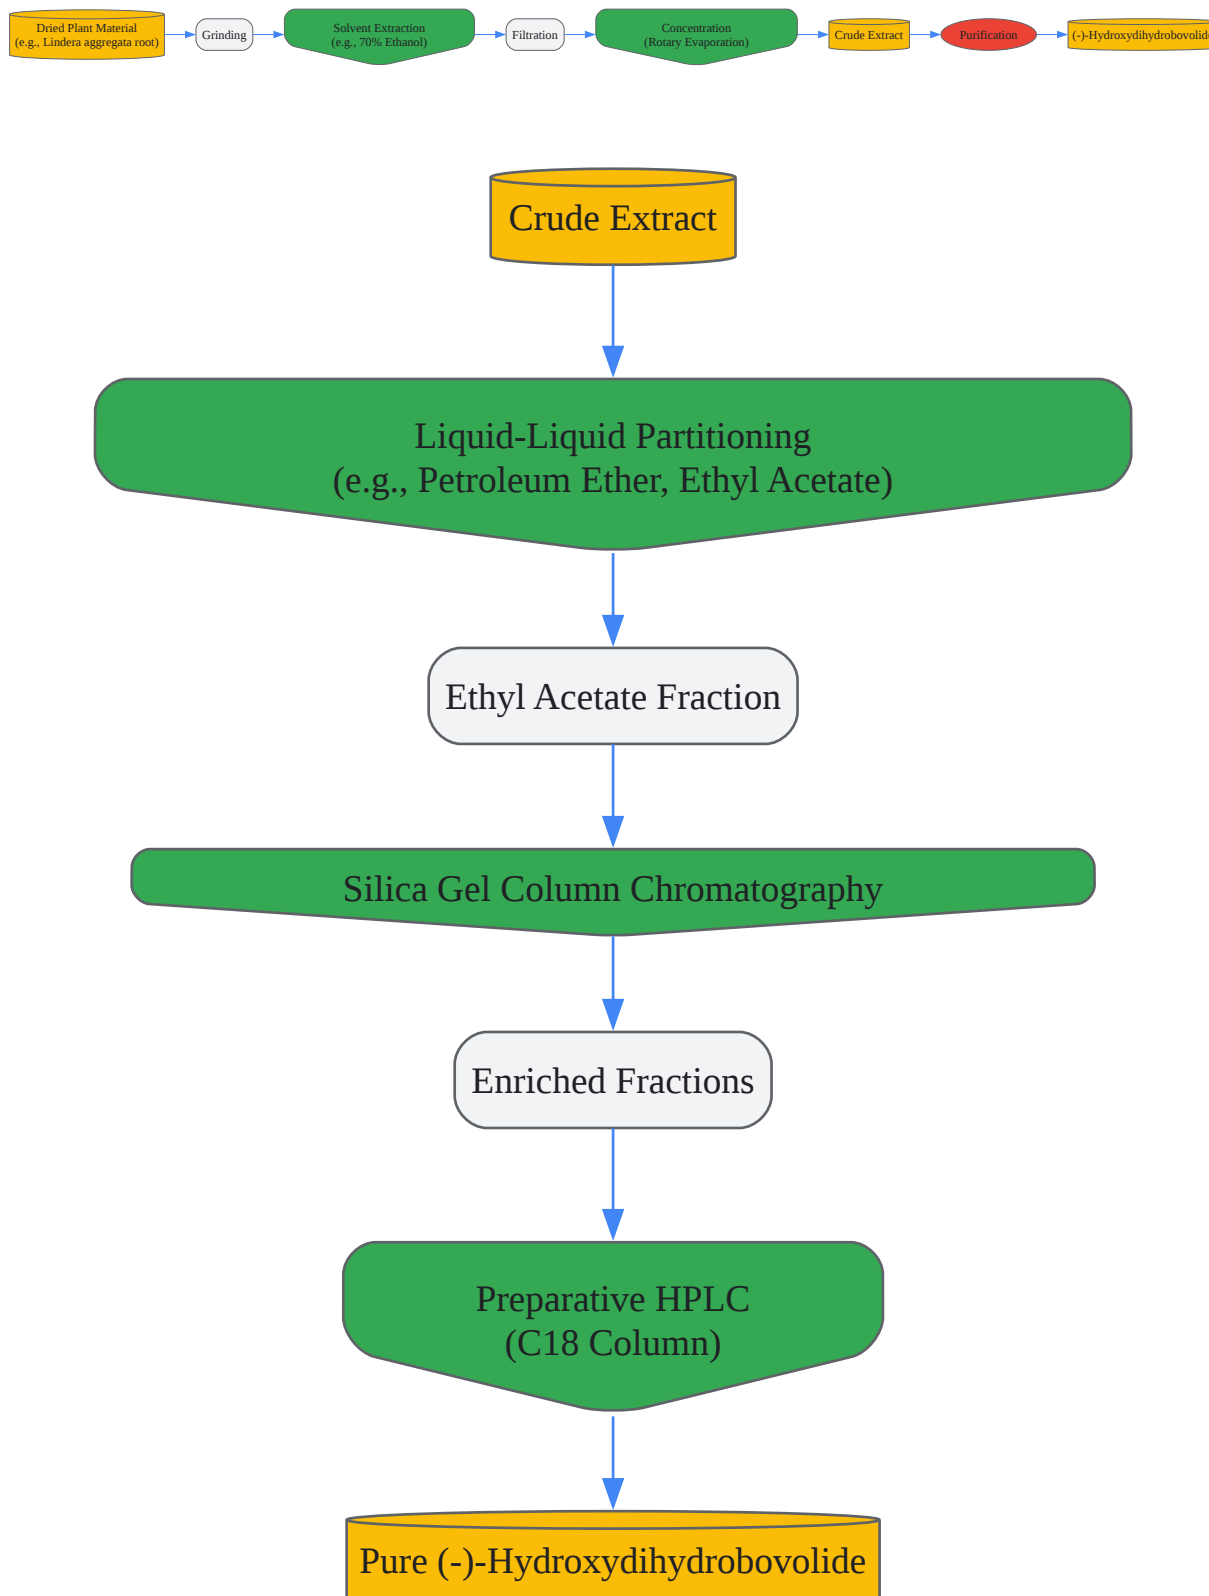 Dried Plant Material
(e.g., Lindera aggregata root)
Grinding
Solvent Extraction
(e.g., 70% Ethanol)
Filtration
Concentration
(Rotary Evaporation)
Crude Extract
Purification
(-)-Hydroxydihydrobovolide
Crude Extract
Liquid-Liquid Partitioning
(e.g., Petroleum Ether, Ethyl Acetate)
Ethyl Acetate Fraction
Silica Gel Column Chromatography
Enriched Fractions
Preparative HPLC
(C18 Column)
Pure (-)-Hydroxydihydrobovolide